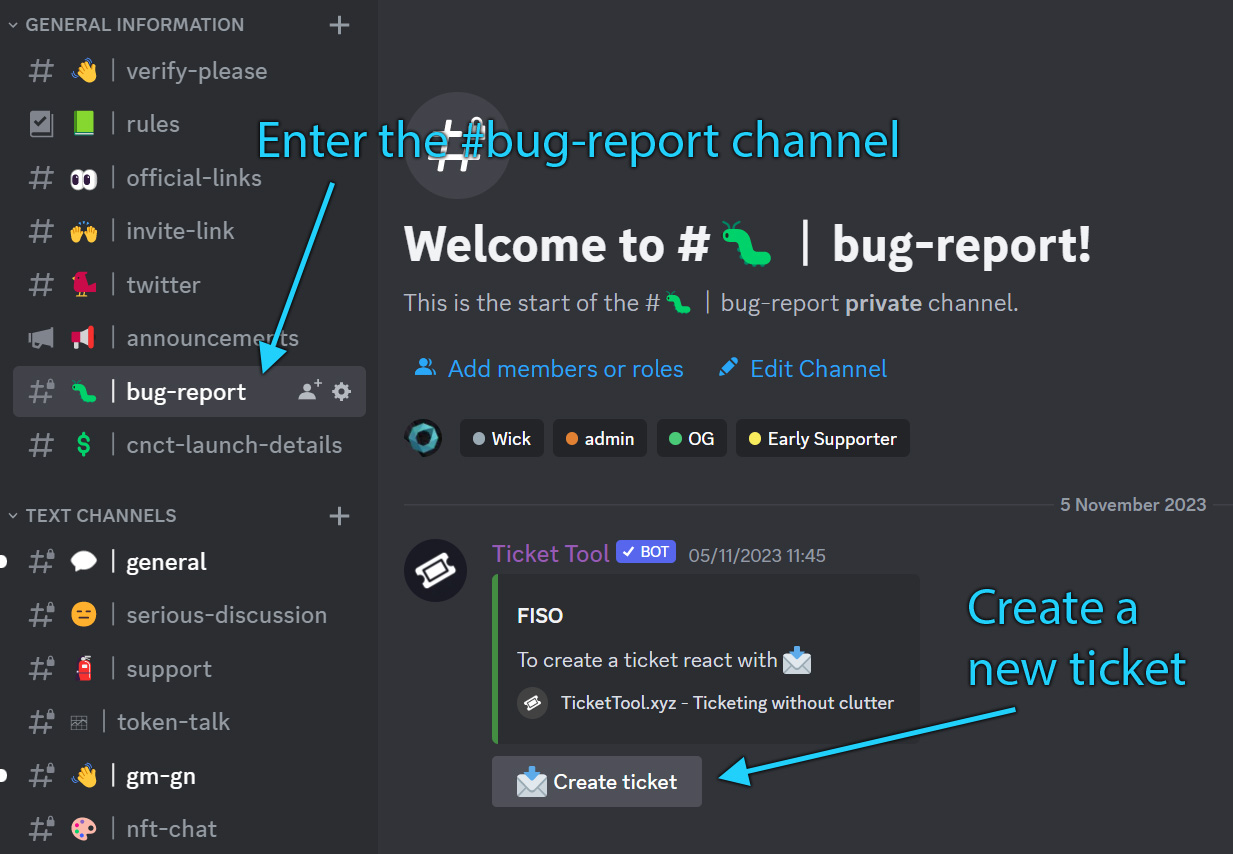 GENERAL INFORMATION
# 👋 | verify-please
📗 | rules
# 👀 | official-links
# 🙌 | invite-link
# | twitter
📢 | announcements
# 🐛 | bug-report
# 💲 | cnct-launch-details
TEXT CHANNELS
# 💬 | general
# 😑 | serious-discussion
# 🧯 | support
# | token-talk
# 👋 | gm-gn
# 🎨 | nft-chat
Enter the #bug-report channel
#
Welcome to #🐛 | bug-report!
This is the start of the #🐛 | bug-report private channel.
Add members or roles Edit Channel
Wick admin OG Early Supporter
5 November 2023
Ticket Tool ✓ BOT 05/11/2023 11:45
FISO
To create a ticket react with 📩
TicketTool.xyz - Ticketing without clutter
📩 Create ticket
Create a
new ticket